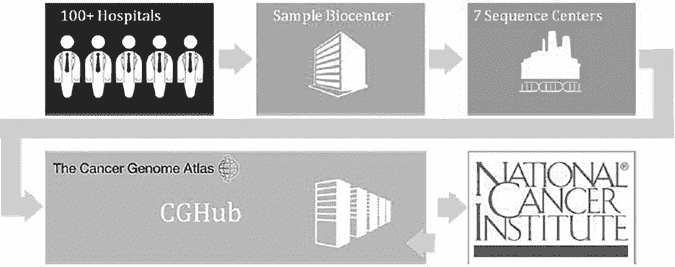 100+ Hospitals
Sample Biocenter
7 Sequence Centers
The Cancer Genome Atlas
CGHub
NATIONAL®
CANCER
INSTITUTE